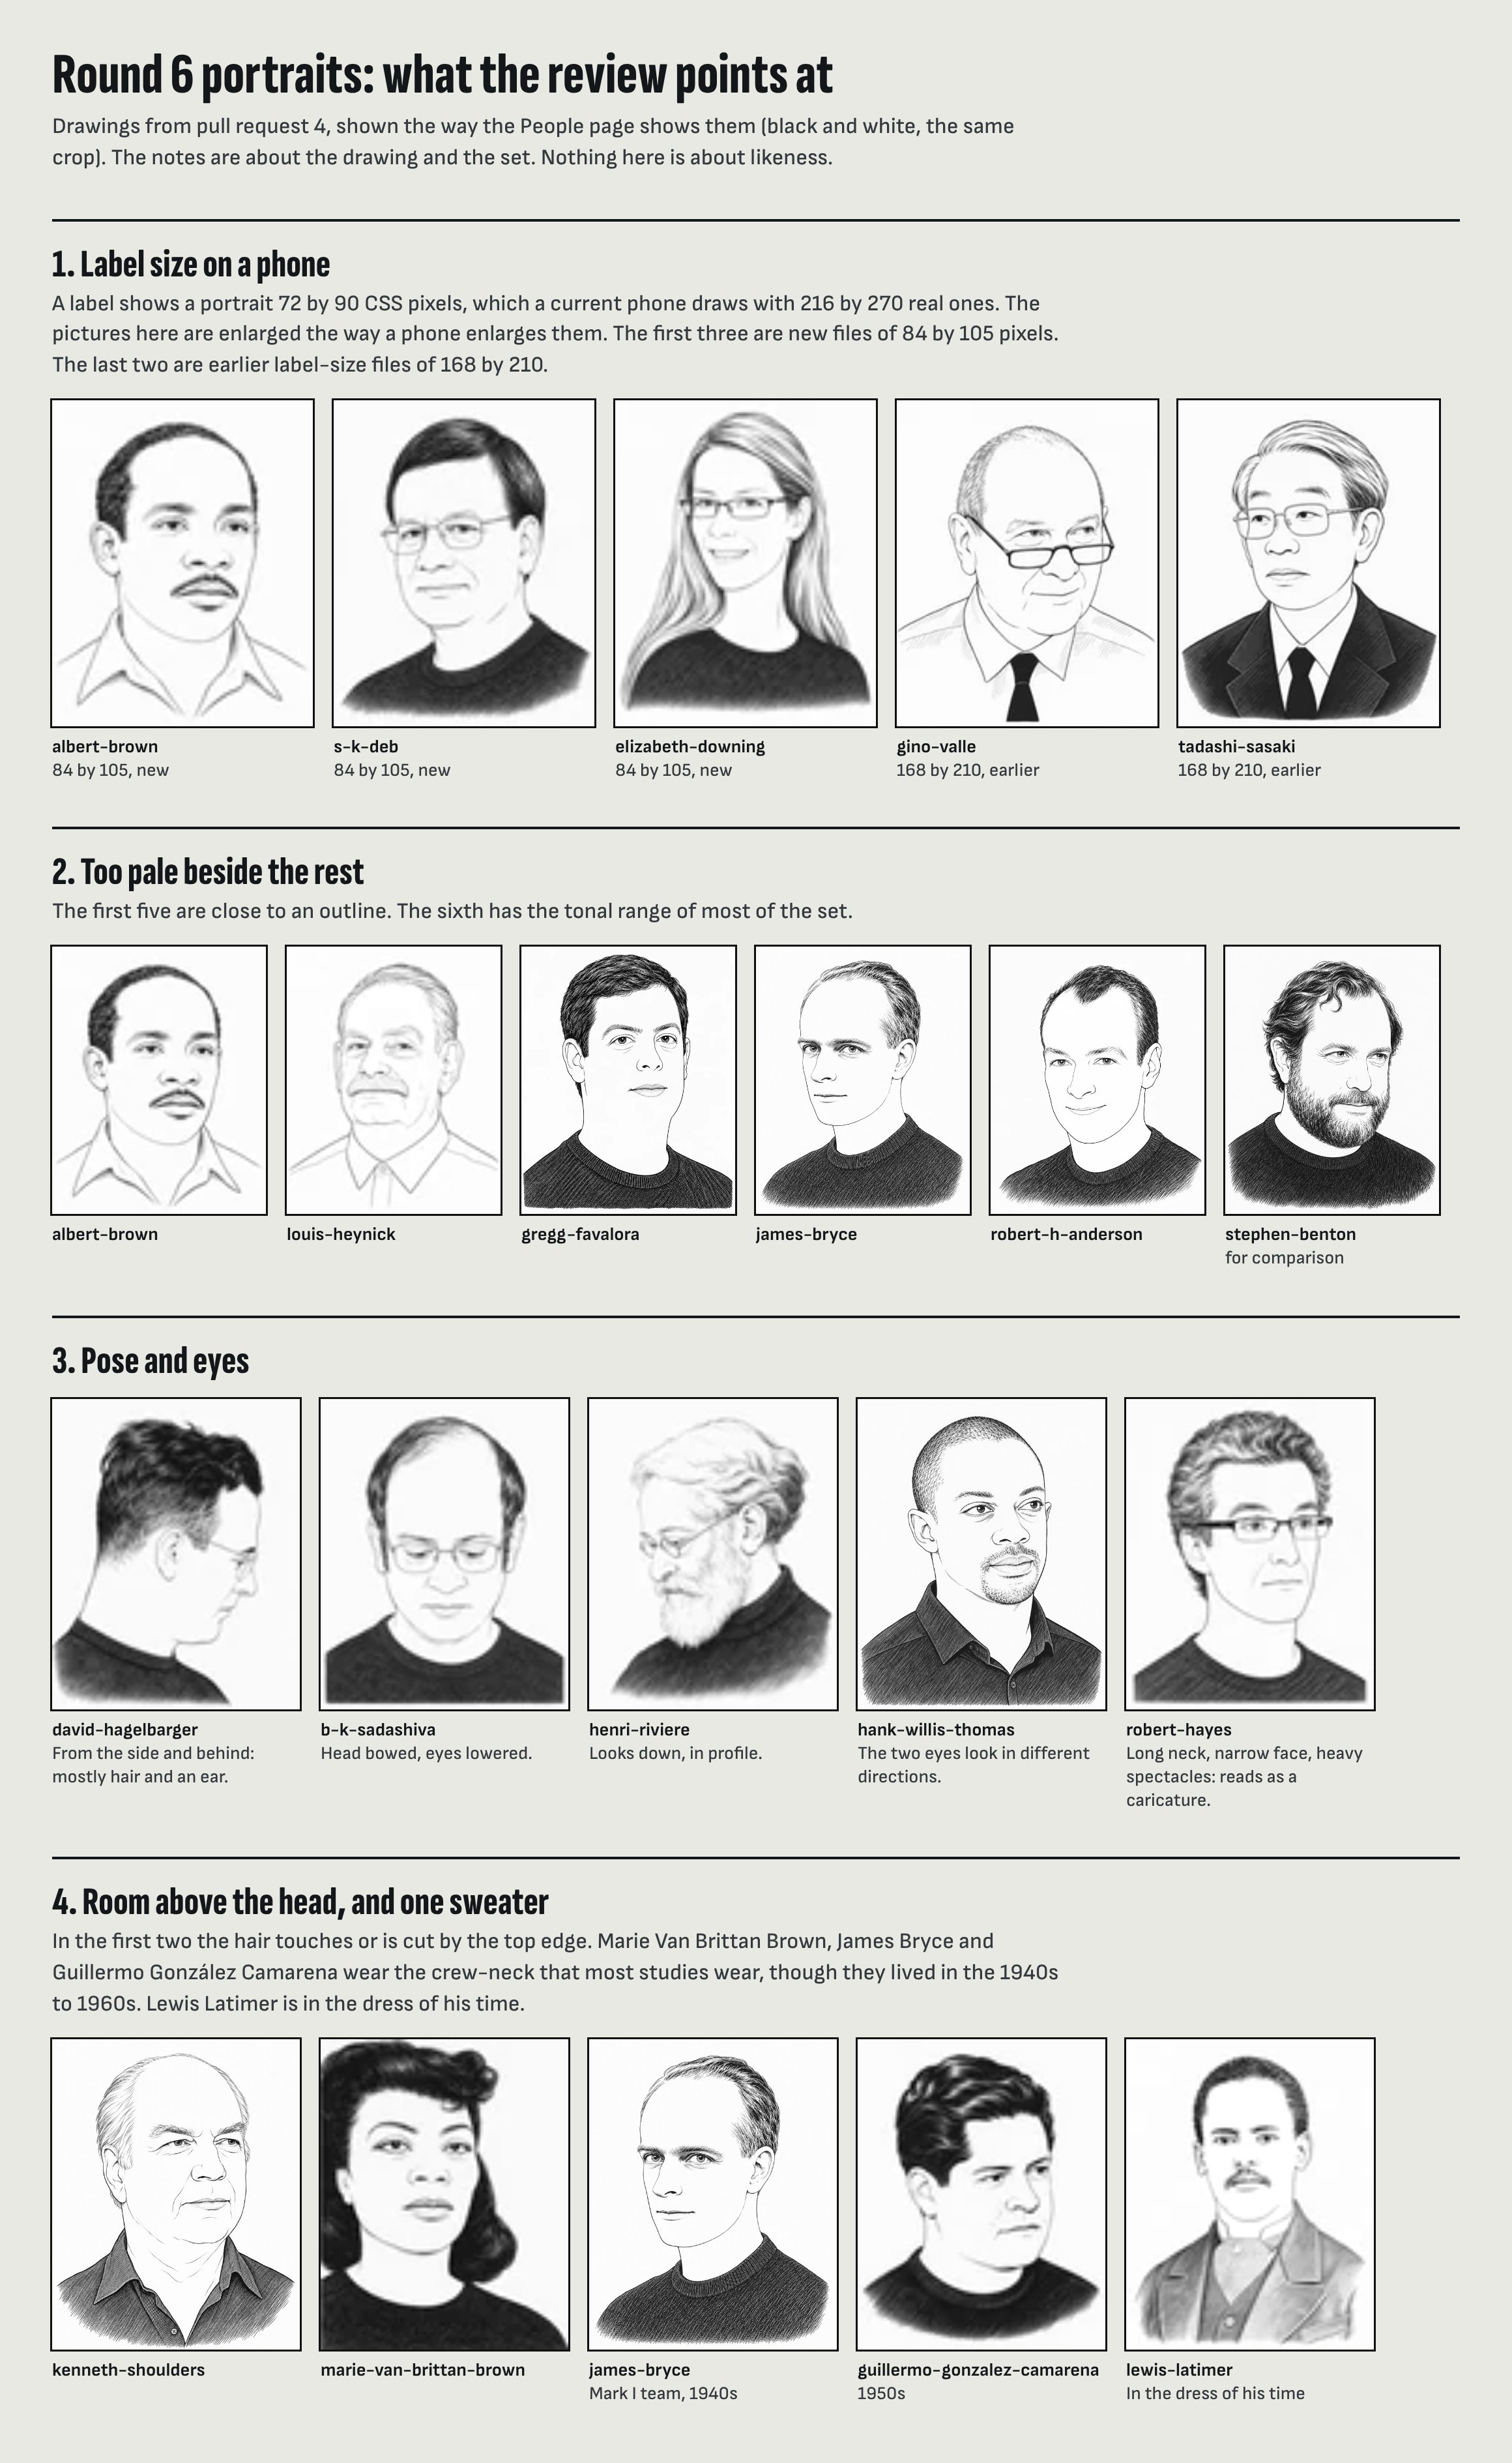 Round 6 portraits: what the review points at
Drawings from pull request 4, shown the way the People page shows them (black and white, the same
crop). The notes are about the drawing and the set. Nothing here is about likeness.
1. Label size on a phone
A label shows a portrait 72 by 90 CSS pixels, which a current phone draws with 216 by 270 real ones. The
pictures here are enlarged the way a phone enlarges them. The first three are new files of 84 by 105 pixels.
The last two are earlier label-size files of 168 by 210.
albert-brown
84 by 105, new
s-k-deb
84 by 105, new
elizabeth-downing
84 by 105, new
gino-valle
168 by 210, earlier
tadashi-sasaki
168 by 210, earlier
2. Too pale beside the rest
The first five are close to an outline. The sixth has the tonal range of most of the set.
albert-brown
louis-heynick
gregg-favalora
james-bryce
robert-h-anderson
stephen-benton
for comparison
3. Pose and eyes
david-hagelbarger
From the side and behind:
mostly hair and an ear.
b-k-sadashiva
Head bowed, eyes lowered.
henri-riviere
Looks down, in profile.
hank-willis-thomas
The two eyes look in different
directions.
robert-hayes
Long neck, narrow face, heavy
spectacles: reads as a
caricature.
4. Room above the head, and one sweater
In the first two the hair touches or is cut by the top edge. Marie Van Brittan Brown, James Bryce and
Guillermo González Camarena wear the crew-neck that most studies wear, though they lived in the 1940s
to 1960s. Lewis Latimer is in the dress of his time.
kenneth-shoulders
marie-van-brittan-brown
james-bryce
Mark I team, 1940s
guillermo-gonzalez-camarena
1950s
lewis-latimer
In the dress of his time